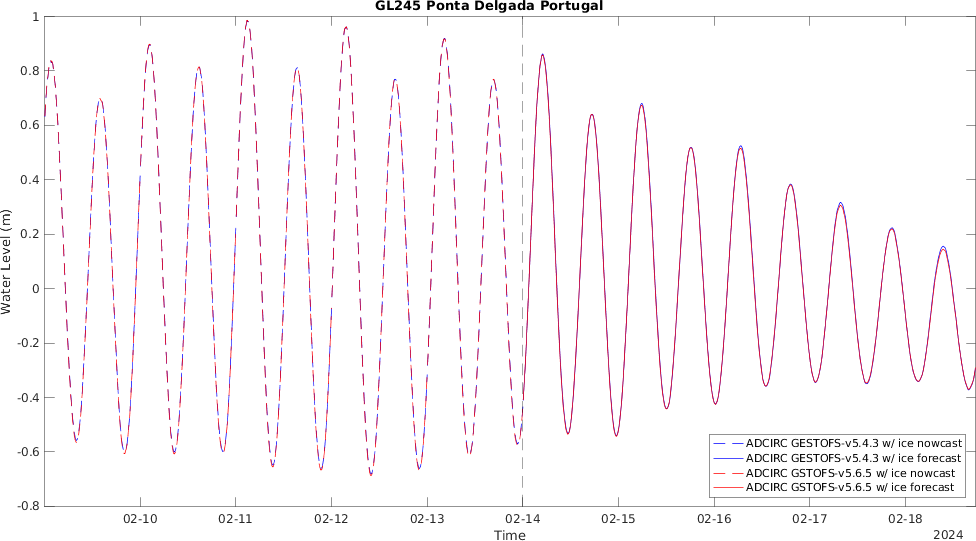 GL245 Ponta Delgada Portugal
1
0.8
0.6
0.4
0.2
0
-0.2
-0.4
-0.6
-0.8
Water Level (m)
02-10 02-11 02-12 02-13 02-14 02-15 02-16 02-17 02-18
Time
2024
ADCIRC GESTOFS-v5.4.3 w/ ice nowcast
ADCIRC GESTOFS-v5.4.3 w/ ice forecast
ADCIRC GSTOFS-v5.6.5 w/ ice nowcast
ADCIRC GSTOFS-v5.6.5 w/ ice forecast